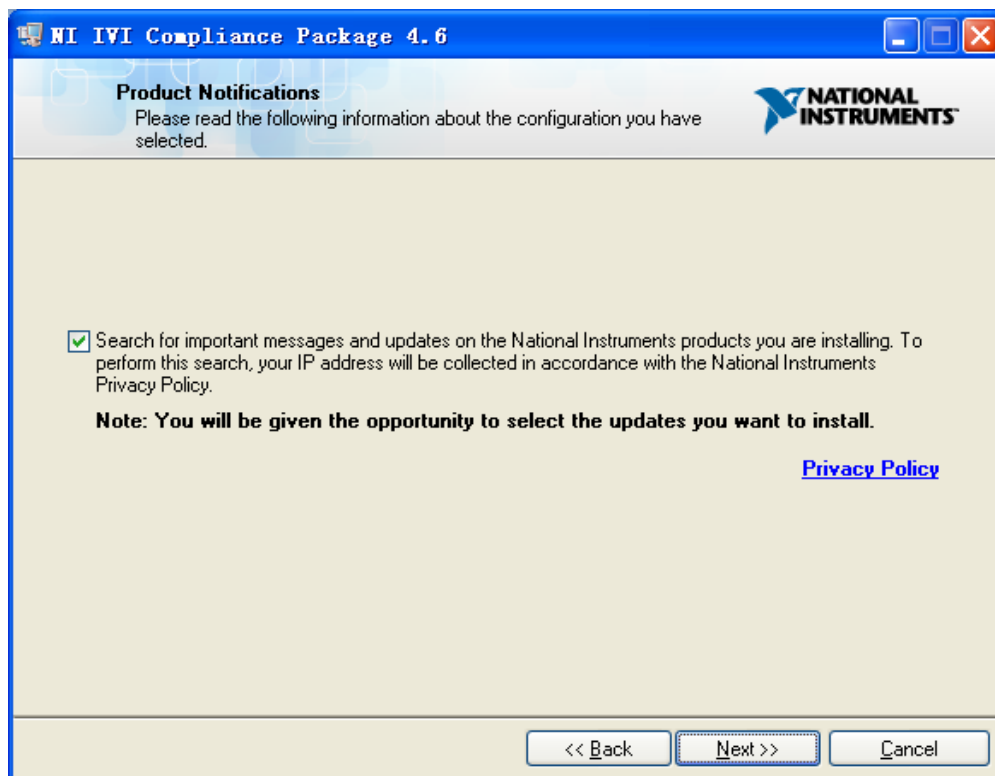 NI IVI Compliance Package 4.6
Product Notifications
Please read the following information about the configuration you have
selected.
NATIONAL
INSTRUMENTS™
Search for important messages and updates on the National Instruments products you are installing. To
perform this search, your IP address will be collected in accordance with the National Instruments
Privacy Policy.
Note: You will be given the opportunity to select the updates you want to install.
Privacy Policy
<< Back
Next >>
Cancel